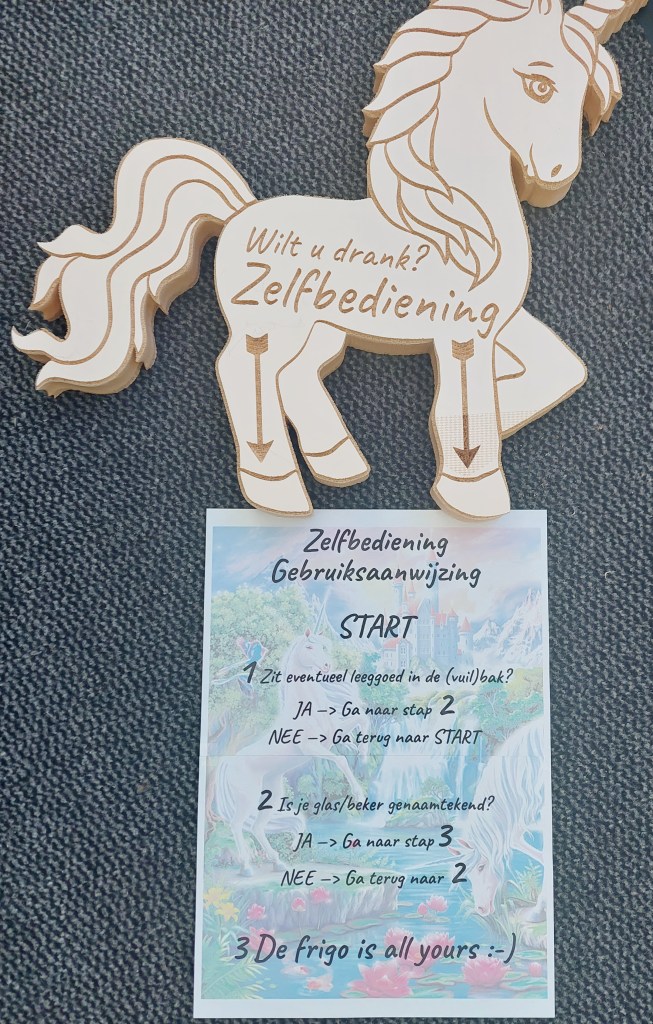 Wilt u drank?
Zelfbediening
Zelfbediening
Gebruiksaanwijzing
START
1 Zit eventueel leeggoed in de (vuil)bak?
JA –> Ga naar stap 2
NEE –> Ga terug naar START
2 Is je glas/beker genaamtekend?
JA –> Ga naar stap 3
NEE –> Ga terug naar 2
3 De frigo is all yours :-)